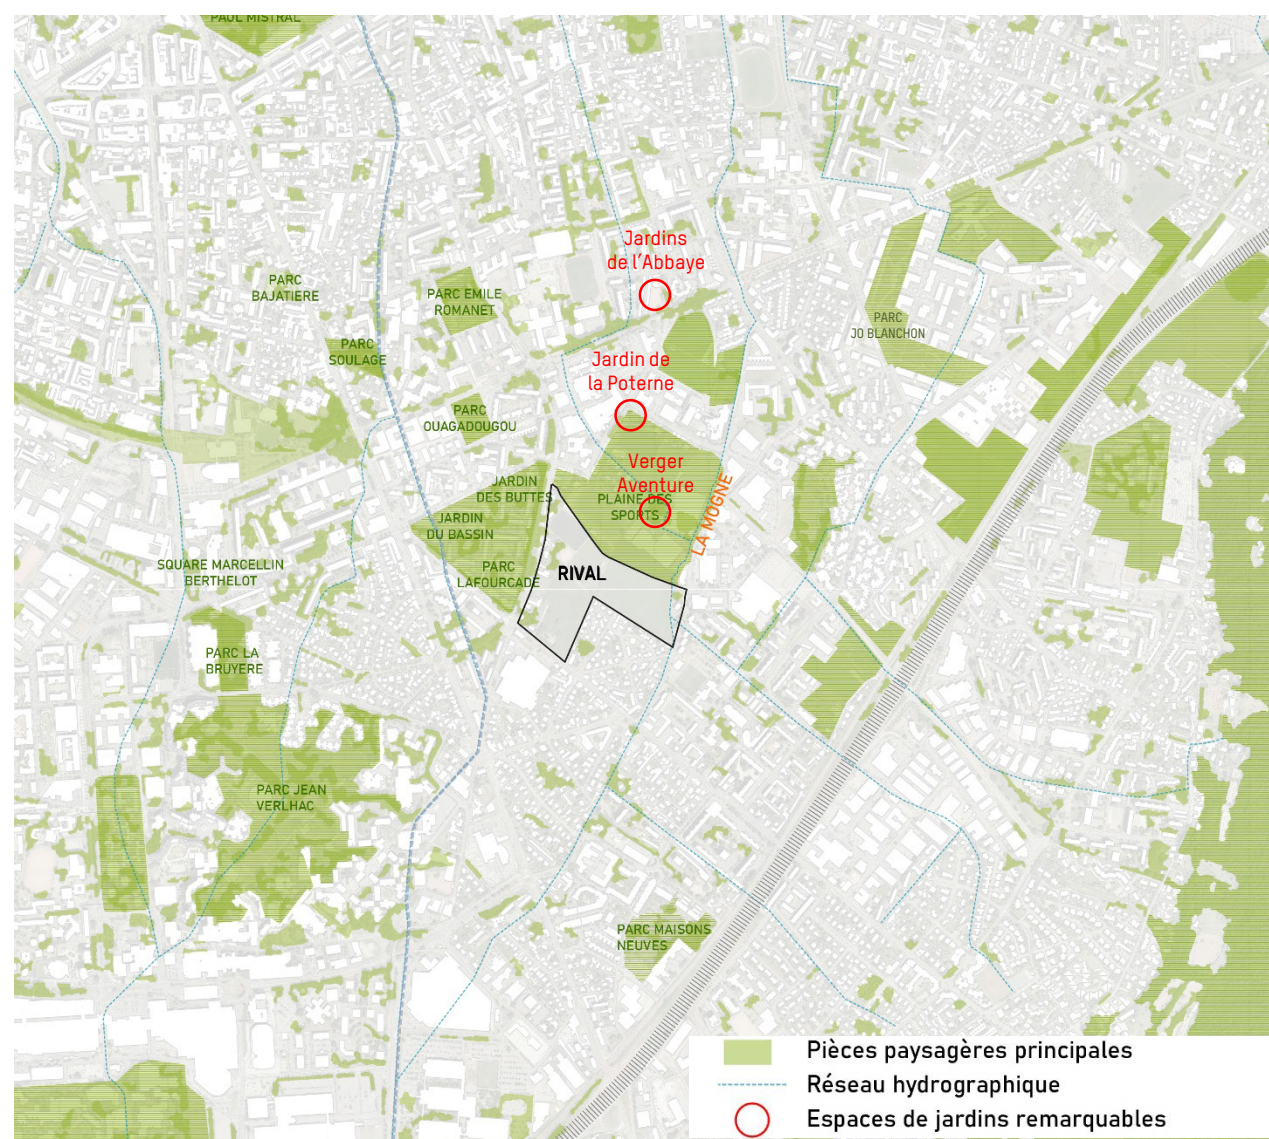 PAUL MISTRAL
Jardins
de l'Abbaye
PARC
BAJATIERE
PARC EMILE
ROMANET
PARC
JO BLANCHON
PARC
SOULAGE
Jardin de
la Poterne
PARC
OUAGADOUGOU
Verger
Aventure
JARDIN
DES BUTTES
PLAINE DES
SPORTS
LA MOGNE
JARDIN
DU BASSIN
SQUARE MARCELLIN
BERTHELOT
PARC
LAFOURCADE
RIVAL
PARC LA
BRUYERE
PARC JEAN
VERLHAC
PARC MAISONS
NEUVES
Pièces paysagères principales
Réseau hydrographique
Espaces de jardins remarquables